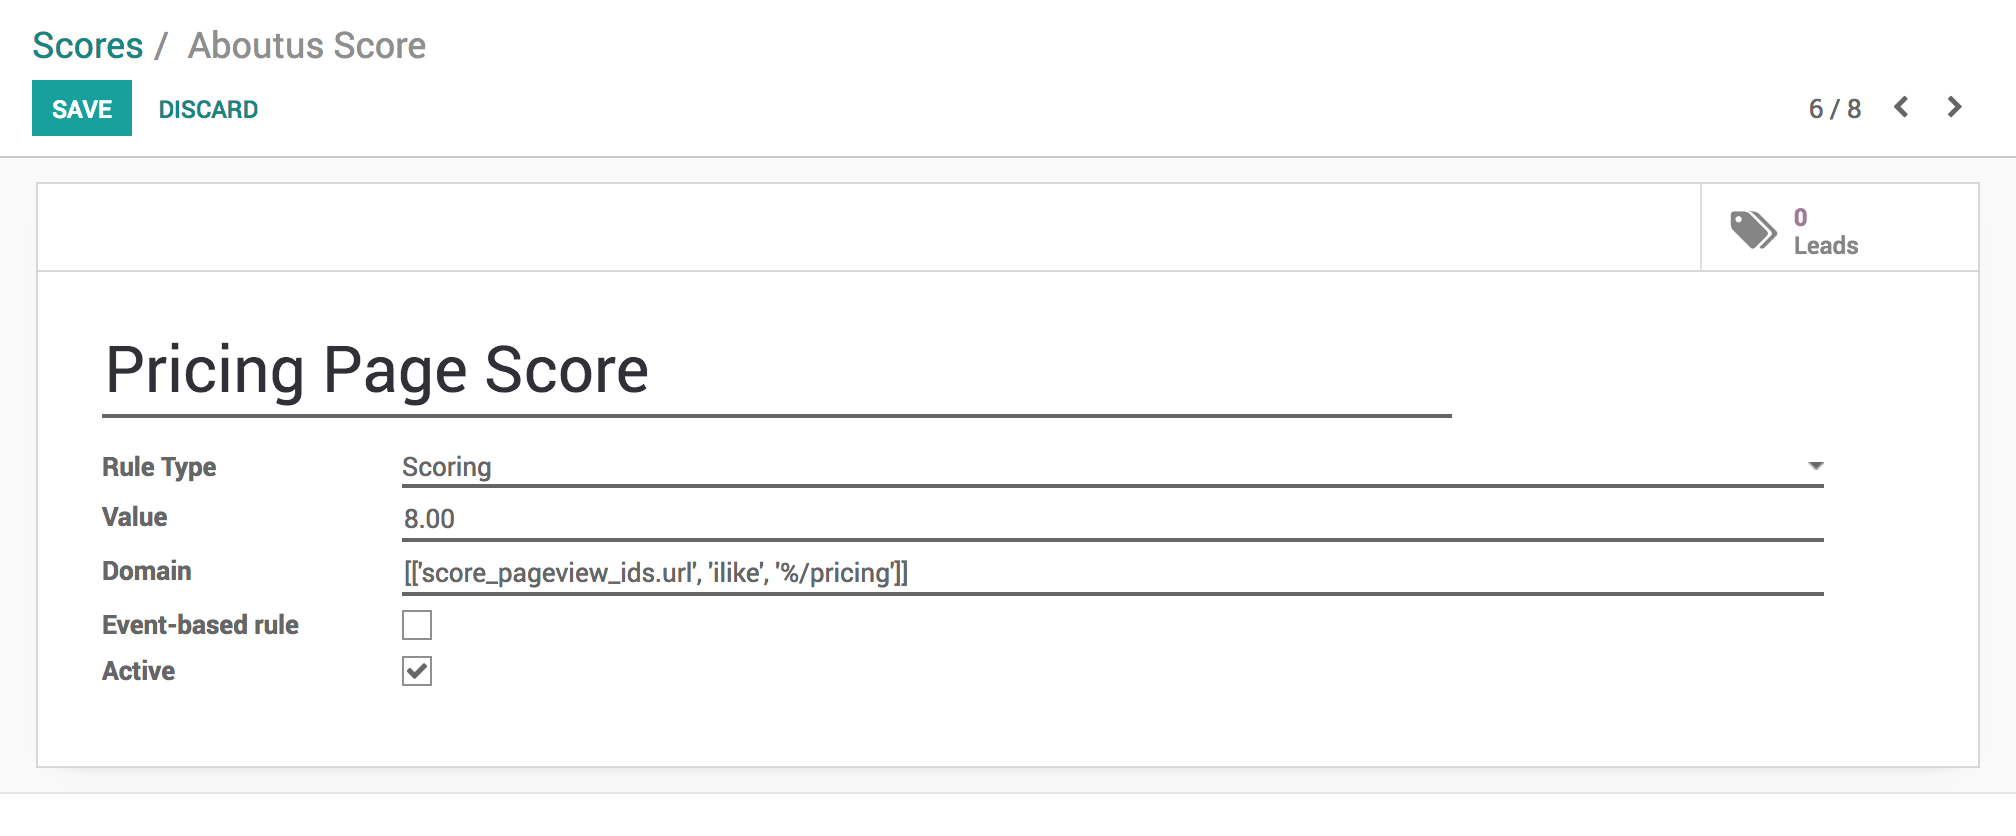 Scores / Aboutus Score
SAVE DISCARD 6 / 8
0
Leads
Pricing Page Score
Rule Type Scoring
Value 8.00
Domain [['score_pageview_ids.url', 'ilike', '%/pricing']]
Event-based rule
Active